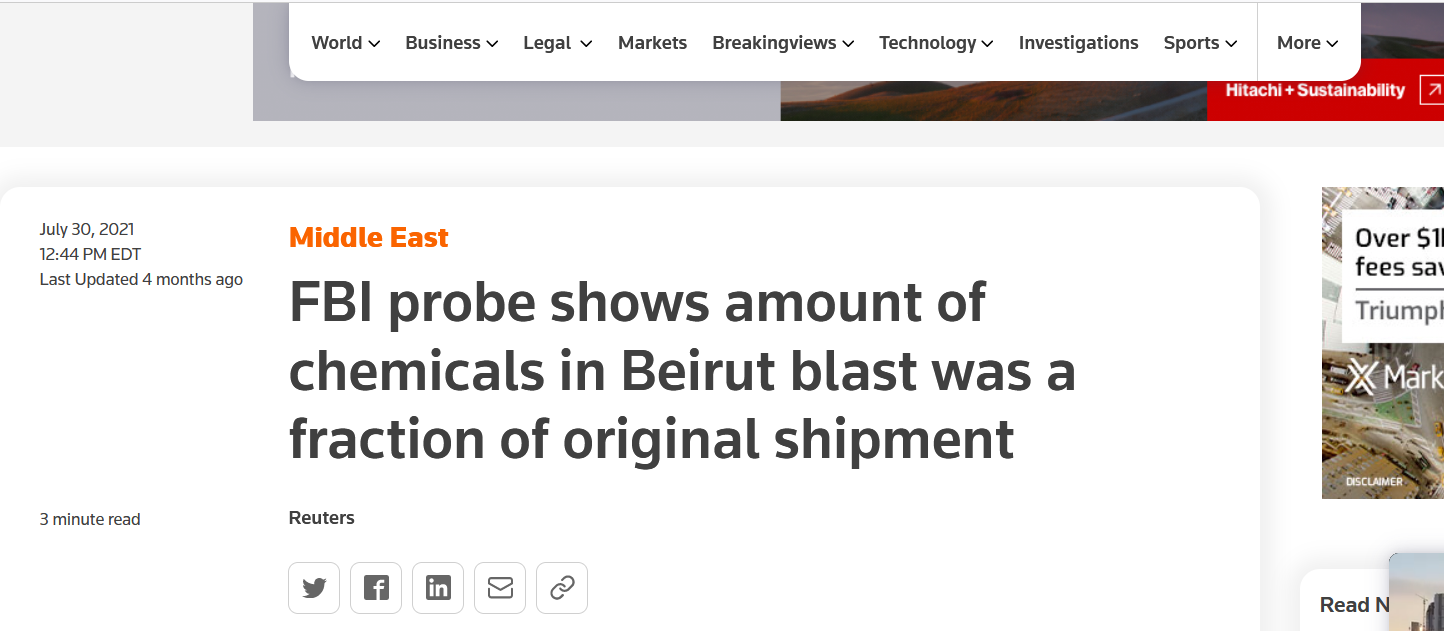 World Business Legal Markets Breakingviews Technology Investigations Sports More
Hitachi + Sustainability
July 30, 2021
12:44 PM EDT
Last Updated 4 months ago
Middle East
FBI probe shows amount of
chemicals in Beirut blast was a
fraction of original shipment
3 minute read
Reuters
Over
fees
DISCLAIMER
Read